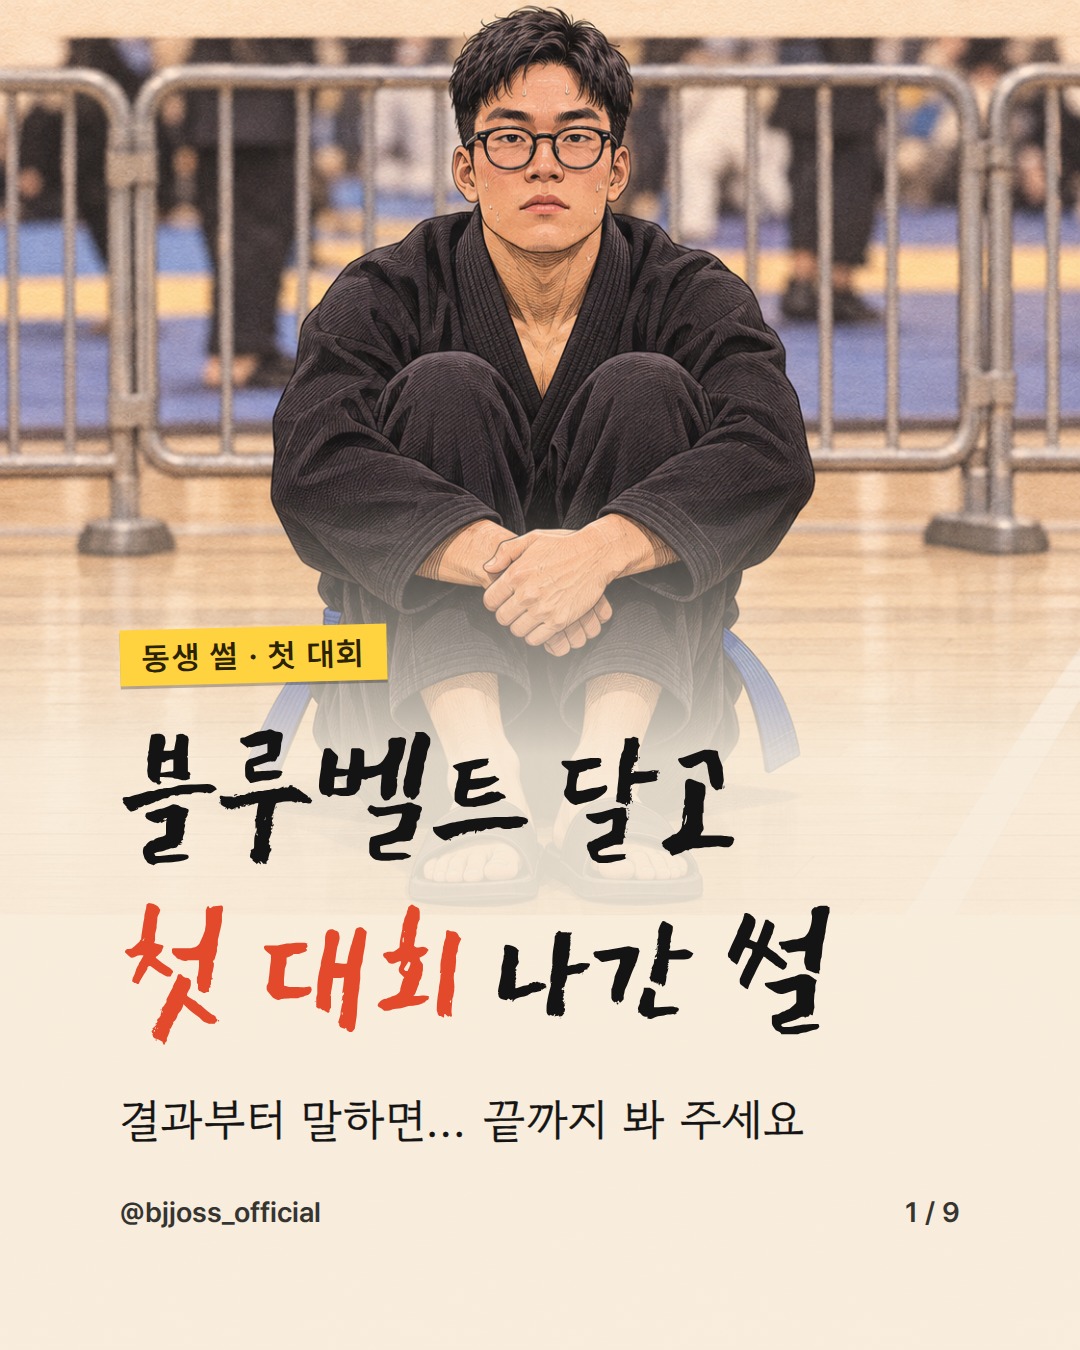 동생 썰 · 첫 대회
블루벨트 달고
첫 대회 나간 썰
결과부터 말하면... 끝까지 봐 주세요
@bjjoss_official
1 / 9